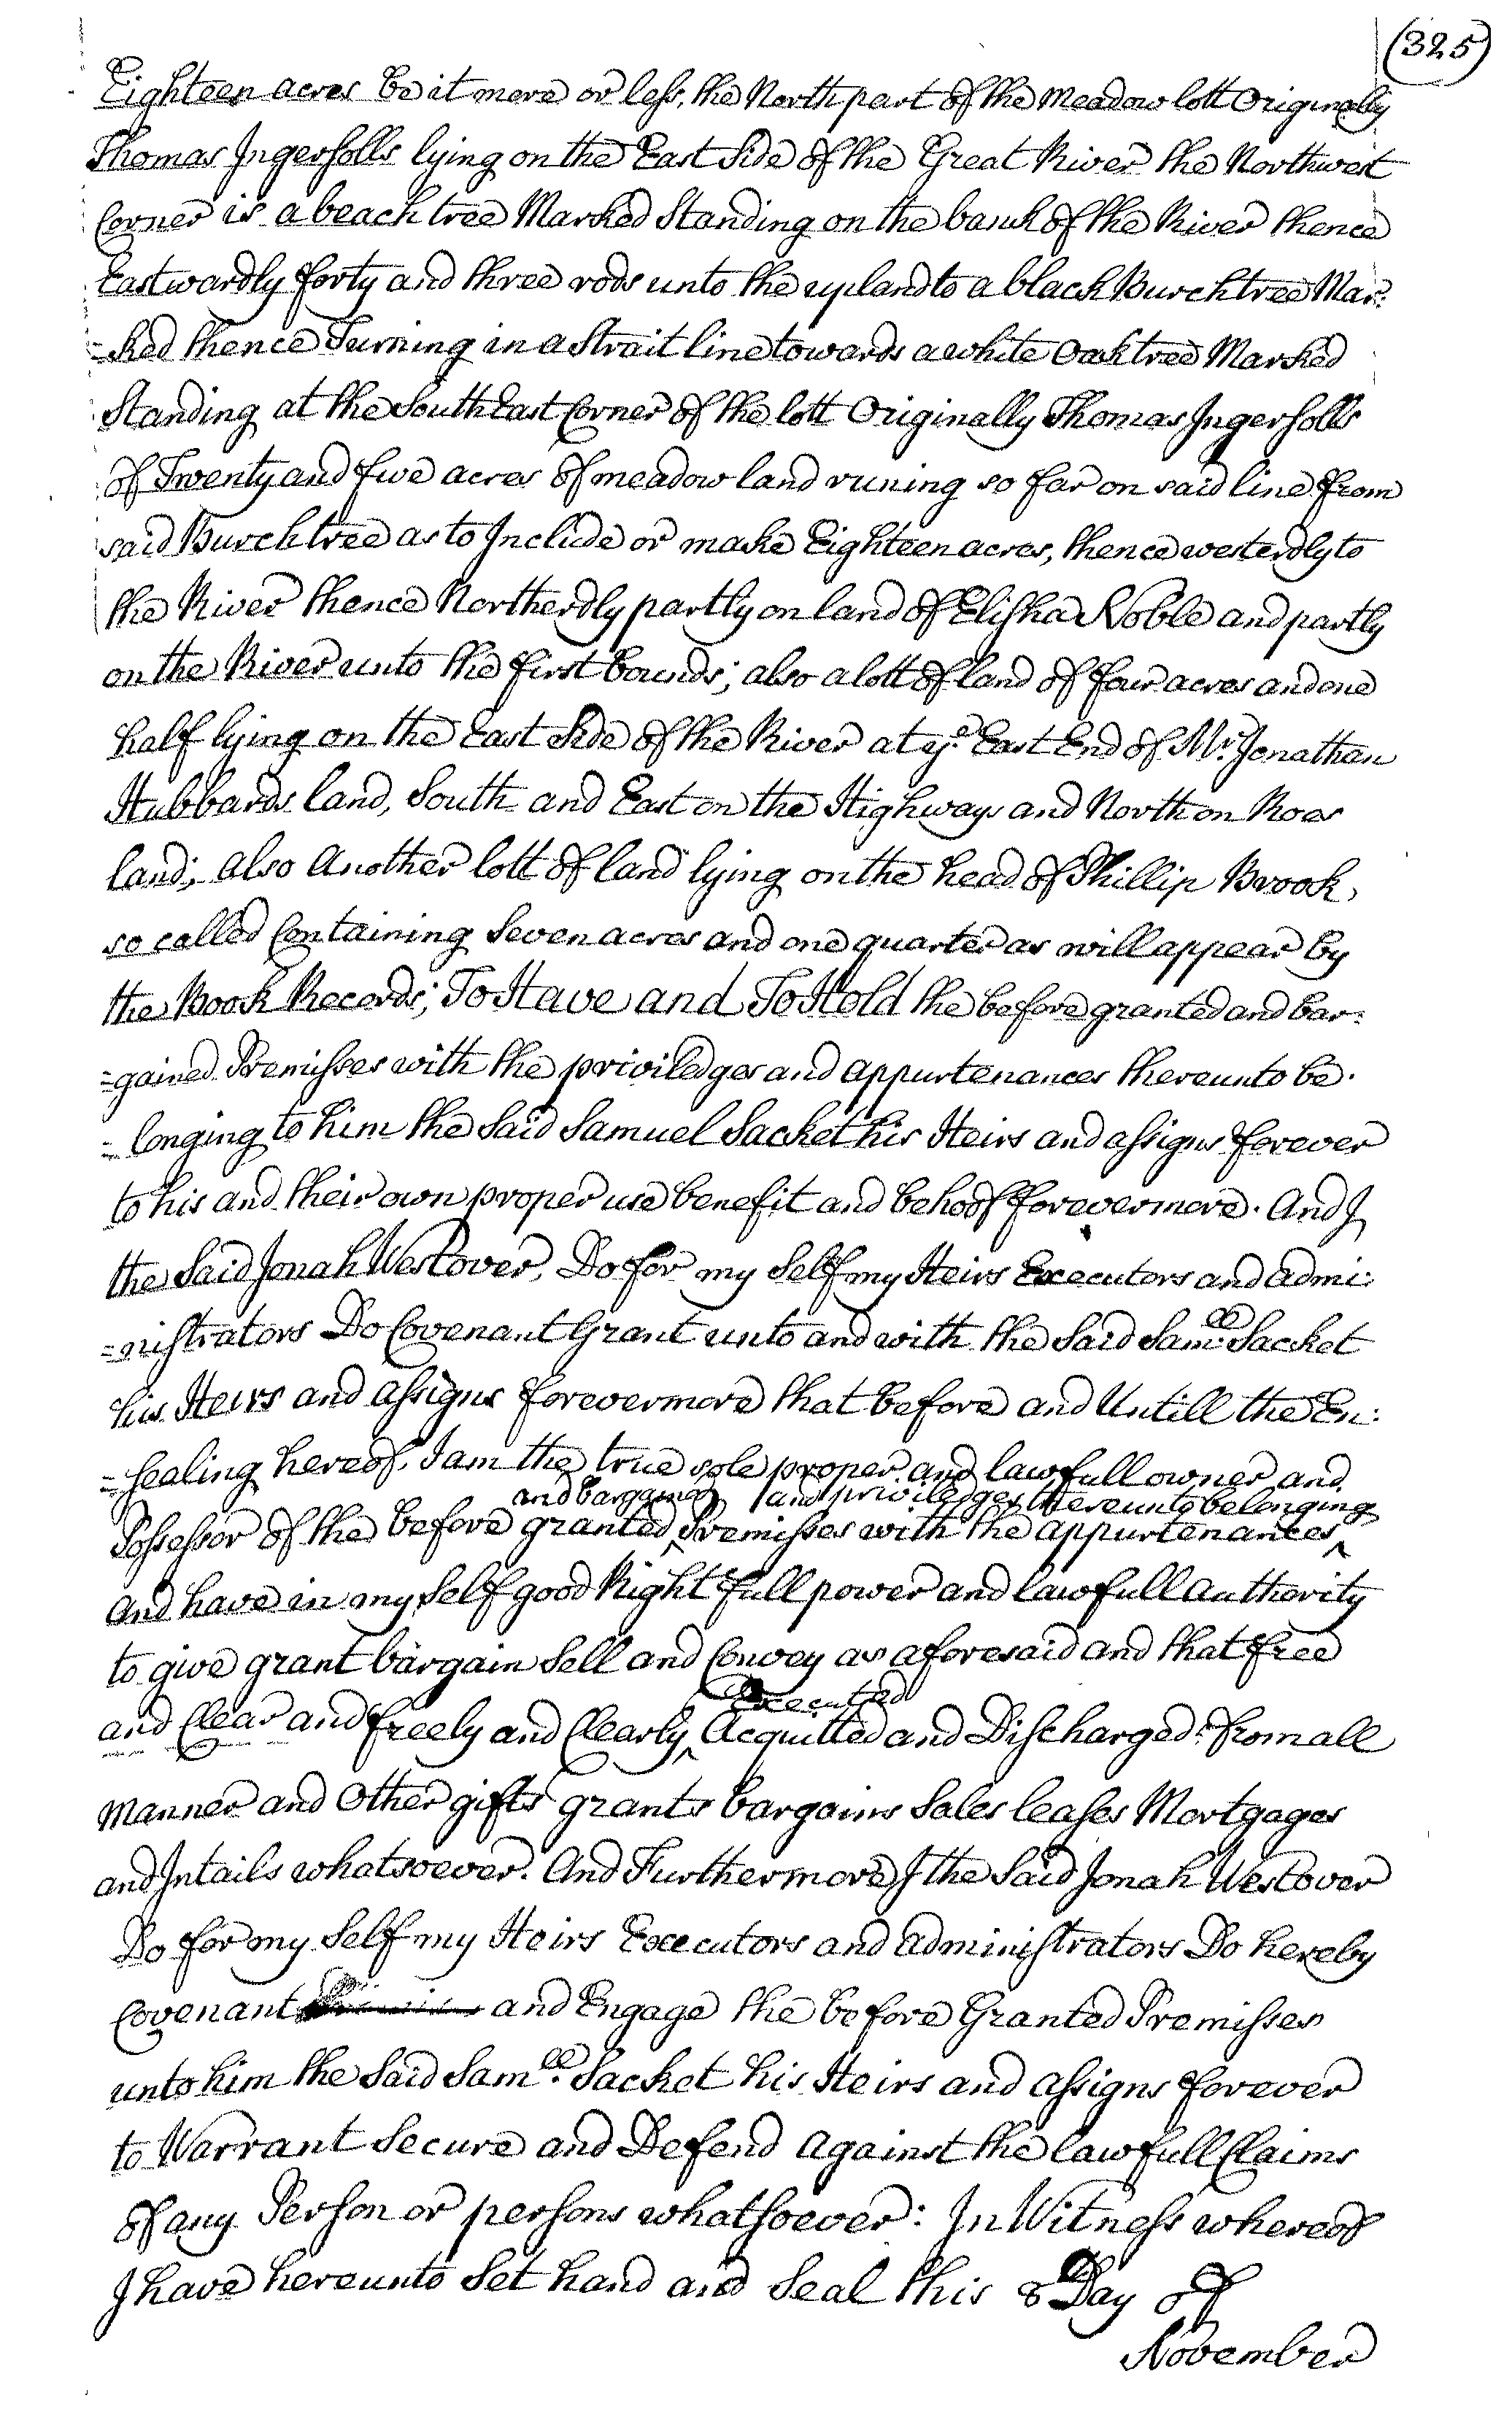 (325)
Eighteen acres be it more or less, the North part of the Meadow lott Originally
Thomas Ingersolls lying on the East Side of the Great River the Northwest
Corner is a beach tree Marked Standing on the bank of the River thence
Eastwardly forty and three rods unto the upland to a black Burch tree Mar-
=ked thence Turning in a Strait line towards a white Oak tree Marked
Standing at the South East Corner of the lott Originally Thomas Ingersolls
of Twenty and five acres of meadow land runing so far on said line from
said Burch tree as to Include or make Eighteen acres, thence westerdly to
the River thence Northerdly partly on land of Elisha Noble and partly
on the River unto the first bounds; also a lott of land of four acres and one
half lying on the East Side of the River at ye East End of Mr. Jonathan
Hubbards land, South and East on the Highways and North on Roes
land; also Another lott of land lying on the head of Phillip Brook,
so called Containing Seven acres and one quarter as will appear by
the Book Records; To Have and To Hold the before granted and bar-
=gained Premisses with the priviledges and appurtenances thereunto be-
=longing to him the Said Samuel Sacket his Heirs and assigns forever
to his and their own proper use benefit and behoof forevermore. And I
the Said Jonah Westover, Do for my Self my Heirs Executors and admi-
=nistrators Do Covenant Grant unto and with the Said Samll Sacket
his Heirs and assigns forevermore that before and Untill the En-
=sealing hereof, I am the true sole proper and lawfull owner and
and bargained and priviledges thereunto belonging
Possessor of the before granted ^ Premisses with the appurtenances ^
and have in my Self good Right full power and lawfull authority
to give grant bargain Sell and Convey as aforesaid and that free
Executed
and Clear and freely and Clearly ^ Acquitted and Discharged from all
Manner and Other gifts grants bargains Sales leases Mortgages
and Intails whatsoever. And Furthermore I the Said Jonah Westover
Do for my Self my Heirs Executors and administrators Do hereby
Covenant and Engage the before Granted Premisses
unto him the Said Samll. Sacket his Heirs and assigns forever
to Warrant Secure and Defend against the lawfull Claims
of any Person or persons whatsoever: In Witness whereof
I have hereunto Set hand and Seal this 8 Day of
November